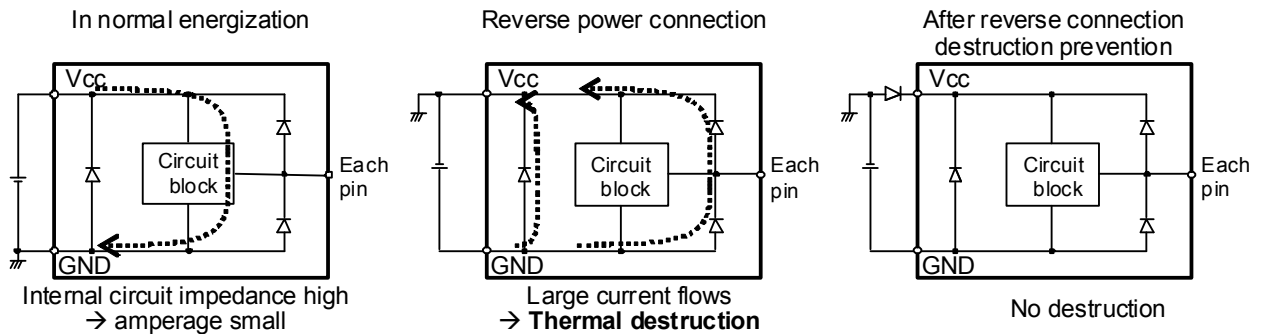 In normal energization
Vcc
Circuit
block
Each
pin
GND
Internal circuit impedance high
→ amperage small
Reverse power connection
Vcc
Circuit
block
Each
pin
GND
Large current flows
→ Thermal destruction
After reverse connection
destruction prevention
Vcc
Circuit
block
Each
pin
GND
No destruction